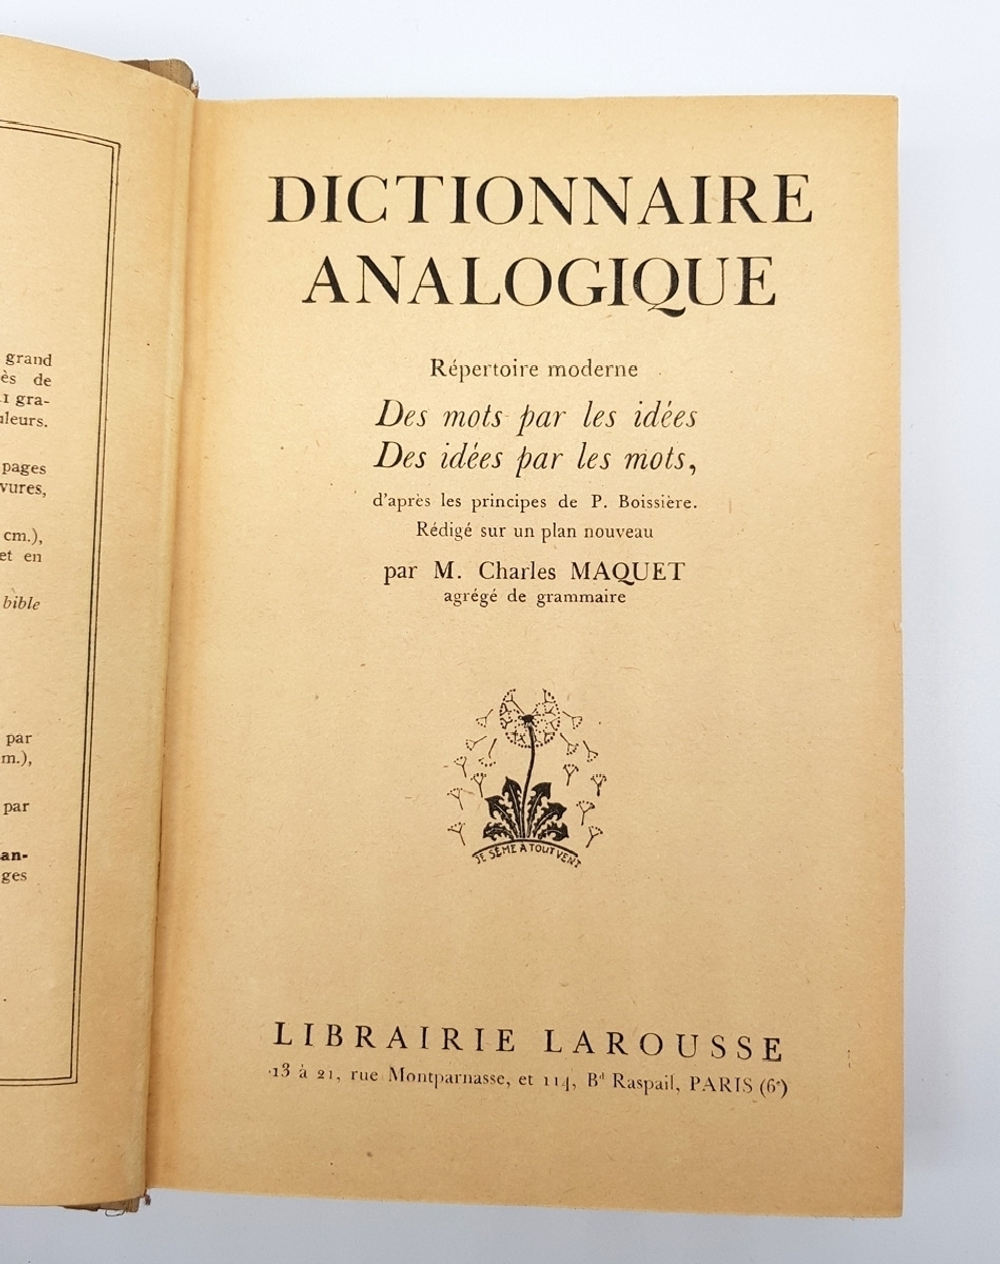 grand
ès de
1 gra-
uleurs.
pages
vures,
cm.),
et en
bible
par
m.),
par
an-
ges
DICTIONNAIRE
ANALOGIQUE
Répertoire moderne
Des mots par les idées
Des idées par les mots,
d'après les principes de P. Boissière.
Rédigé sur un plan nouveau
par M. Charles MAQUET
agrégé de grammaire
JE SÈME A TOUT VENT
LIBRAIRIE LAROUSSE
13 à 21, rue Montparnasse, et 114, Bd Raspail, PARIS (6e)